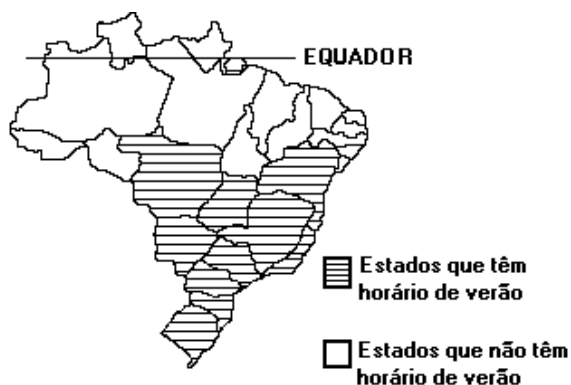 EQUADOR
Estados que têm
horário de verão
Estados que não têm
horário de verão